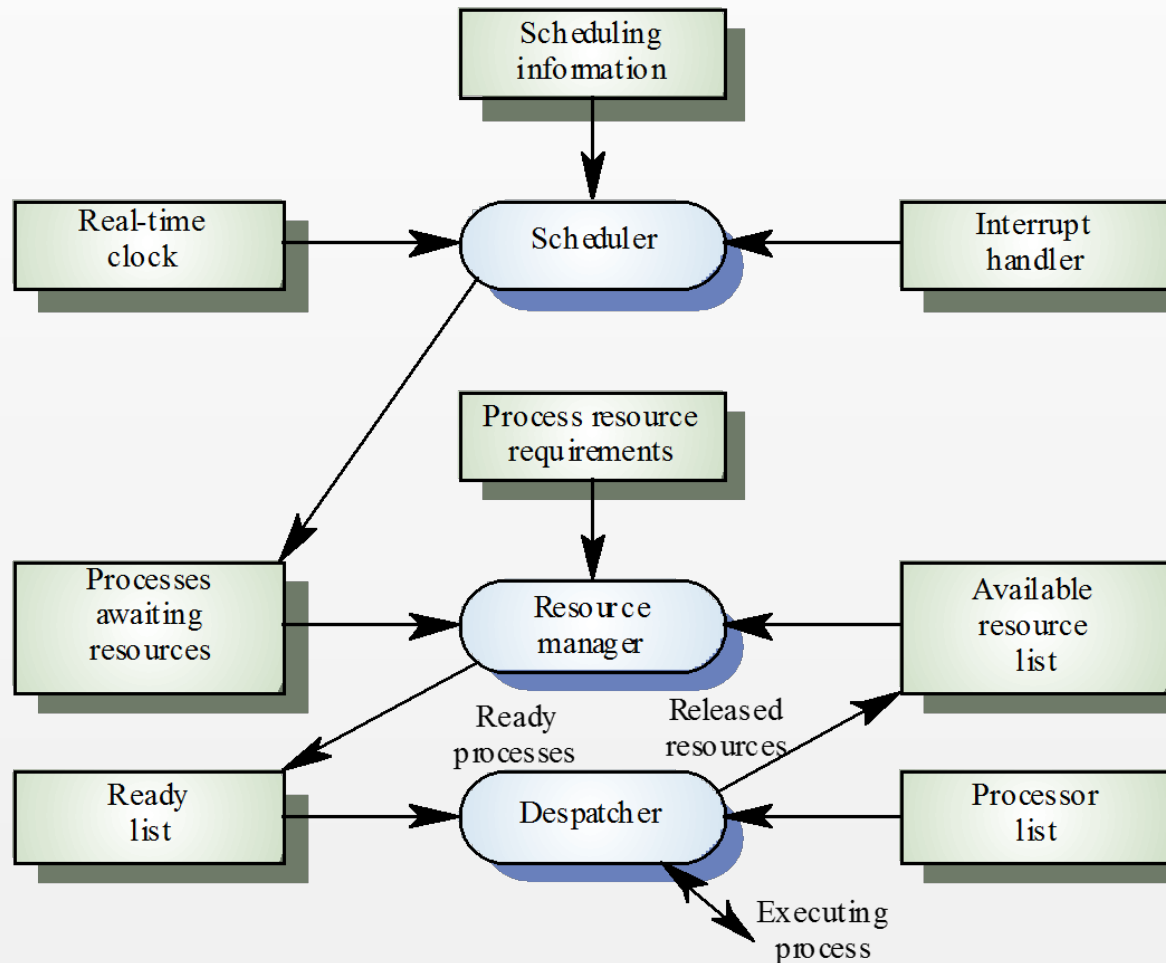 Scheduling
information
Real-time
clock
Scheduler
Interrupt
handler
Process resource
requirements
Processes
awaiting
resources
Resource
manager
Available
resource
list
Ready
processes
Released
resources
Ready
list
Despatcher
Processor
list
Executing
process